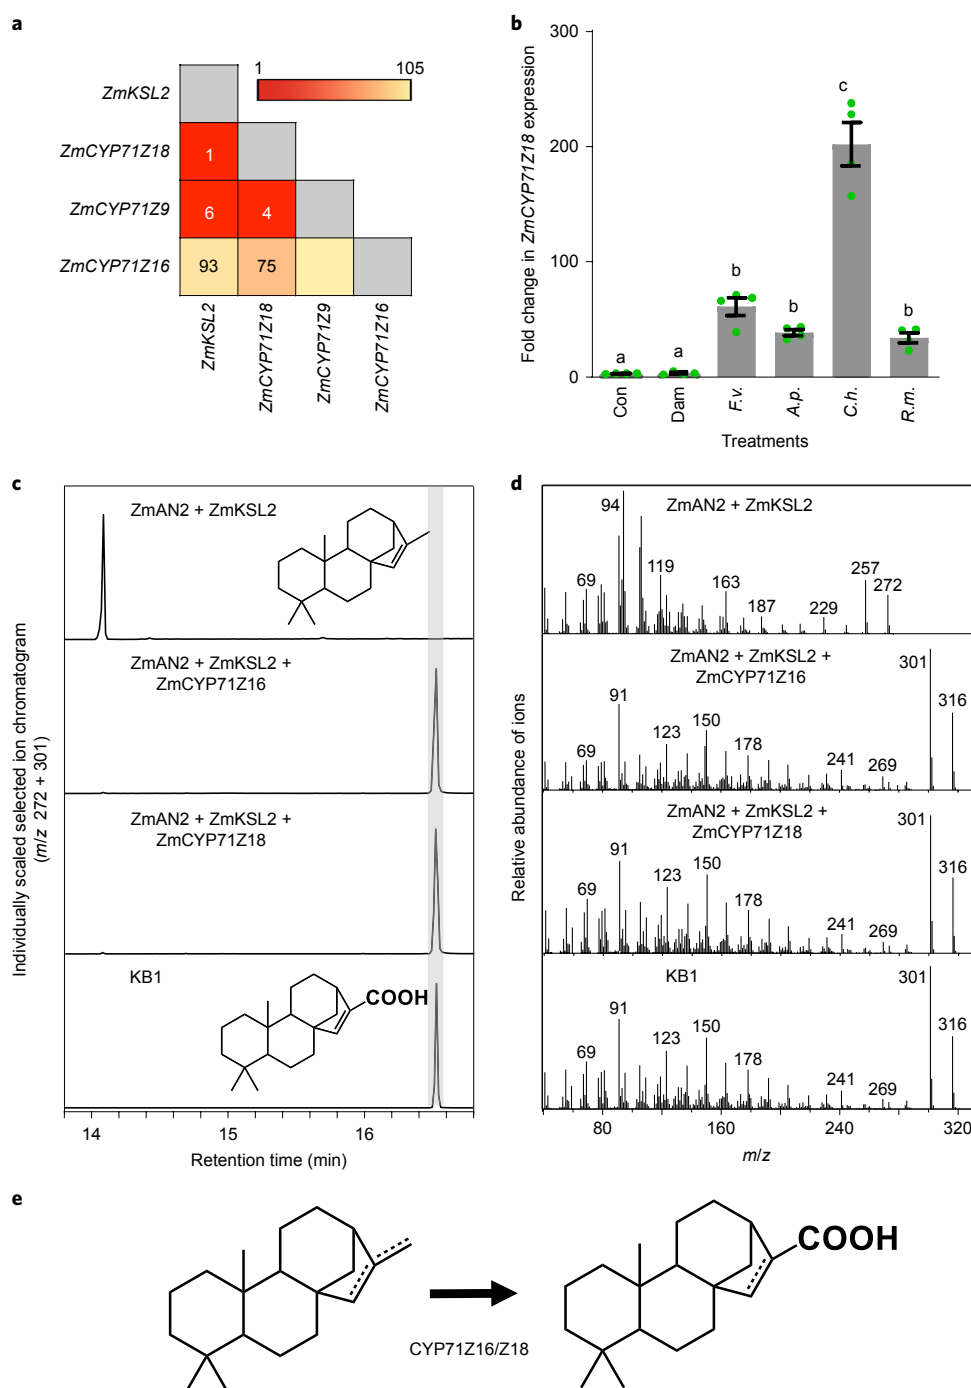 a
1 105
ZmKSL2
ZmCYP71Z18
1
ZmCYP71Z9
6 4
ZmCYP71Z16
93 75
ZmKSL2
ZmCYP71Z18
ZmCYP71Z9
ZmCYP71Z16
b
Fold change in ZmCYP71Z18 expression
300
200
100
0
a
a
b
b
c
b
Con
Dam
F.v.
A.p.
C.h.
R.m.
Treatments
c
Individually scaled selected ion chromatogram
(m/z 272 + 301)
ZmAN2 + ZmKSL2
ZmAN2 + ZmKSL2 +
ZmCYP71Z16
ZmAN2 + ZmKSL2 +
ZmCYP71Z18
KB1
COOH
14 15 16
Retention time (min)
d
Relative abundance of ions
ZmAN2 + ZmKSL2
69 94 119 163 187 229 257 272
ZmAN2 + ZmKSL2 +
ZmCYP71Z16
69 91 123 150 178 241 269 301 316
ZmAN2 + ZmKSL2 +
ZmCYP71Z18
69 91 123 150 178 241 269 301 316
KB1
69 91 123 150 178 241 269 301 316
80 160 240 320
m/z
e
CYP71Z16/Z18
COOH